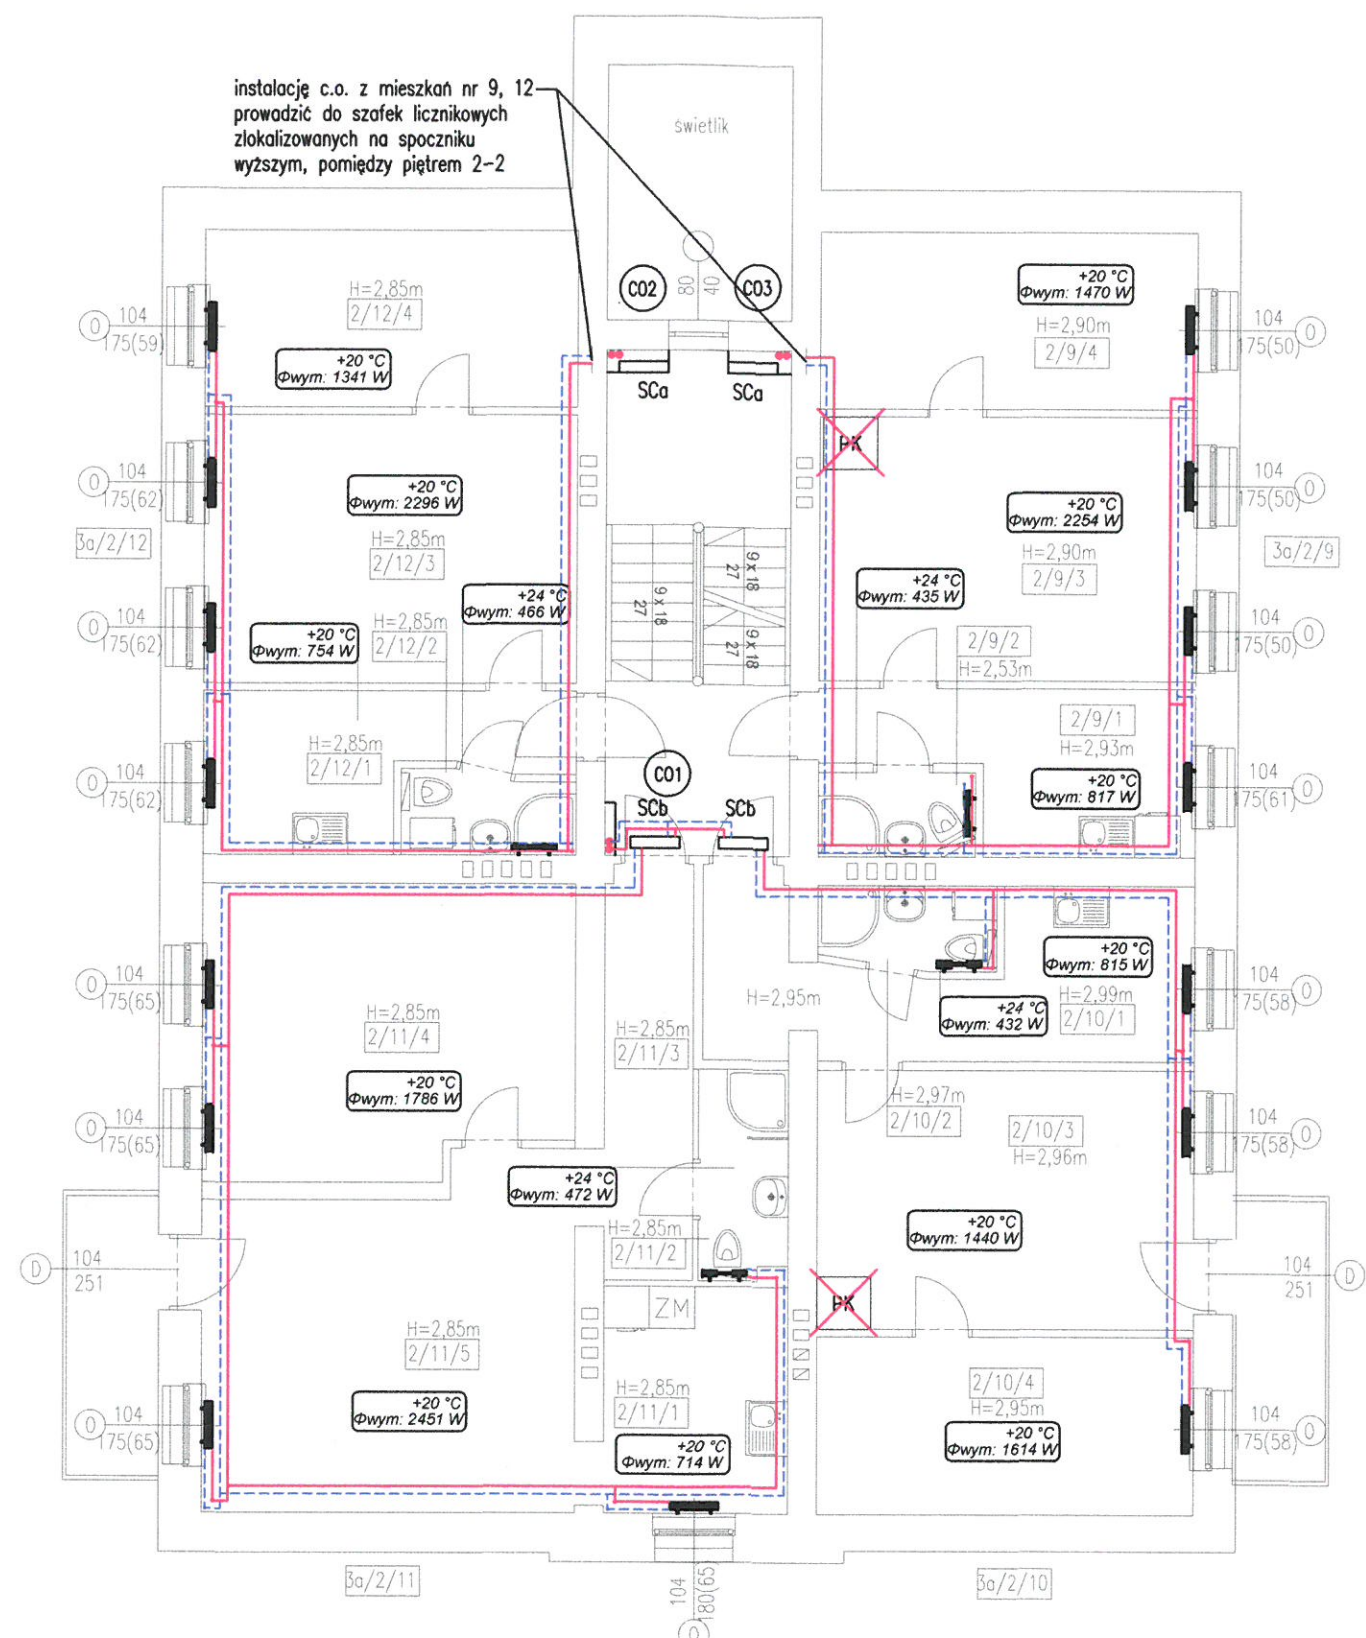 instalację c.o. z mieszkań nr 9, 12
prowadzić do szafek licznikowych
zlokalizowanych na spoczniku
wyższym, pomiędzy piętrem 2-2
świetlik
CO2
80
40
CO3
SCa
SCa
H=2,85m
2/12/4
+20 °C
Φwym: 1341 W
O
104
175(59)
+20 °C
Φwym: 1470 W
H=2,90m
2/9/4
104
175(50)
O
PK
O
104
175(62)
+20 °C
Φwym: 2296 W
H=2,85m
2/12/3
3a/2/12
+20 °C
Φwym: 2254 W
H=2,90m
2/9/3
104
175(50)
O
3a/2/9
+24 °C
Φwym: 466 W
H=2,85m
2/12/2
+20 °C
Φwym: 754 W
O
104
175(62)
9 x 18
27
9 x 18
27
9 x 18
27
+24 °C
Φwym: 435 W
2/9/2
H=2,53m
104
175(50)
O
H=2,85m
2/12/1
O
104
175(62)
CO1
SCb
SCb
2/9/1
H=2,93m
+20 °C
Φwym: 817 W
104
175(61)
O
O
104
175(65)
H=2,85m
2/11/4
+20 °C
Φwym: 1786 W
H=2,85m
2/11/3
H=2,95m
+20 °C
Φwym: 815 W
H=2,99m
2/10/1
+24 °C
Φwym: 432 W
104
175(58)
O
O
104
175(65)
H=2,97m
2/10/2
2/10/3
H=2,96m
104
175(58)
O
+24 °C
Φwym: 472 W
H=2,85m
2/11/2
+20 °C
Φwym: 1440 W
D
104
251
104
251
D
ZM
PK
H=2,85m
2/11/5
+20 °C
Φwym: 2451 W
O
104
175(65)
H=2,85m
2/11/1
+20 °C
Φwym: 714 W
2/10/4
H=2,95m
+20 °C
Φwym: 1614 W
104
175(58)
O
3a/2/11
104
180(65)
O
3a/2/10